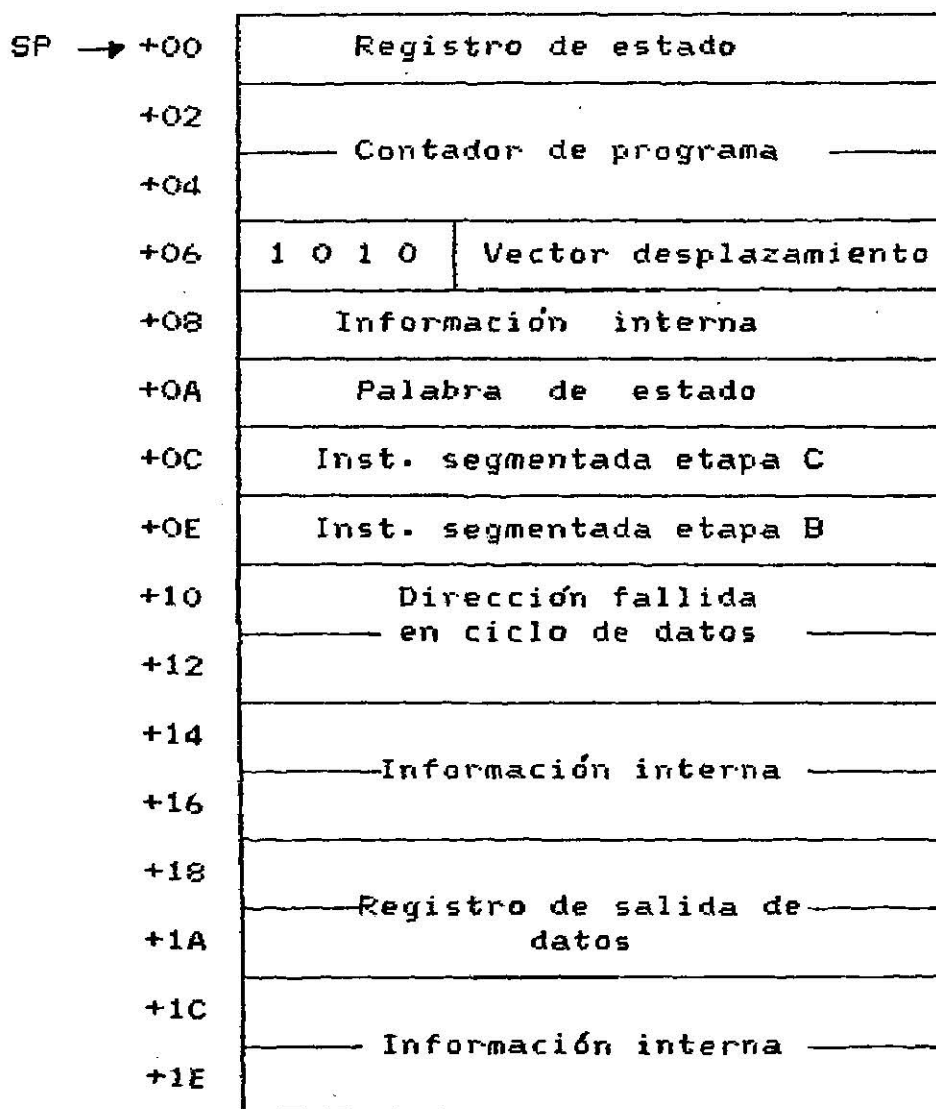 SP → +00 Registro de estado
+02
Contador de programa
+04
+06 1 0 1 0 Vector desplazamiento
+08 Información interna
+0A Palabra de estado
+0C Inst. segmentada etapa C
+0E Inst. segmentada etapa B
+10 Dirección fallida
en ciclo de datos
+12
+14
Información interna
+16
+18
Registro de salida de
+1A datos
+1C
Información interna
+1E